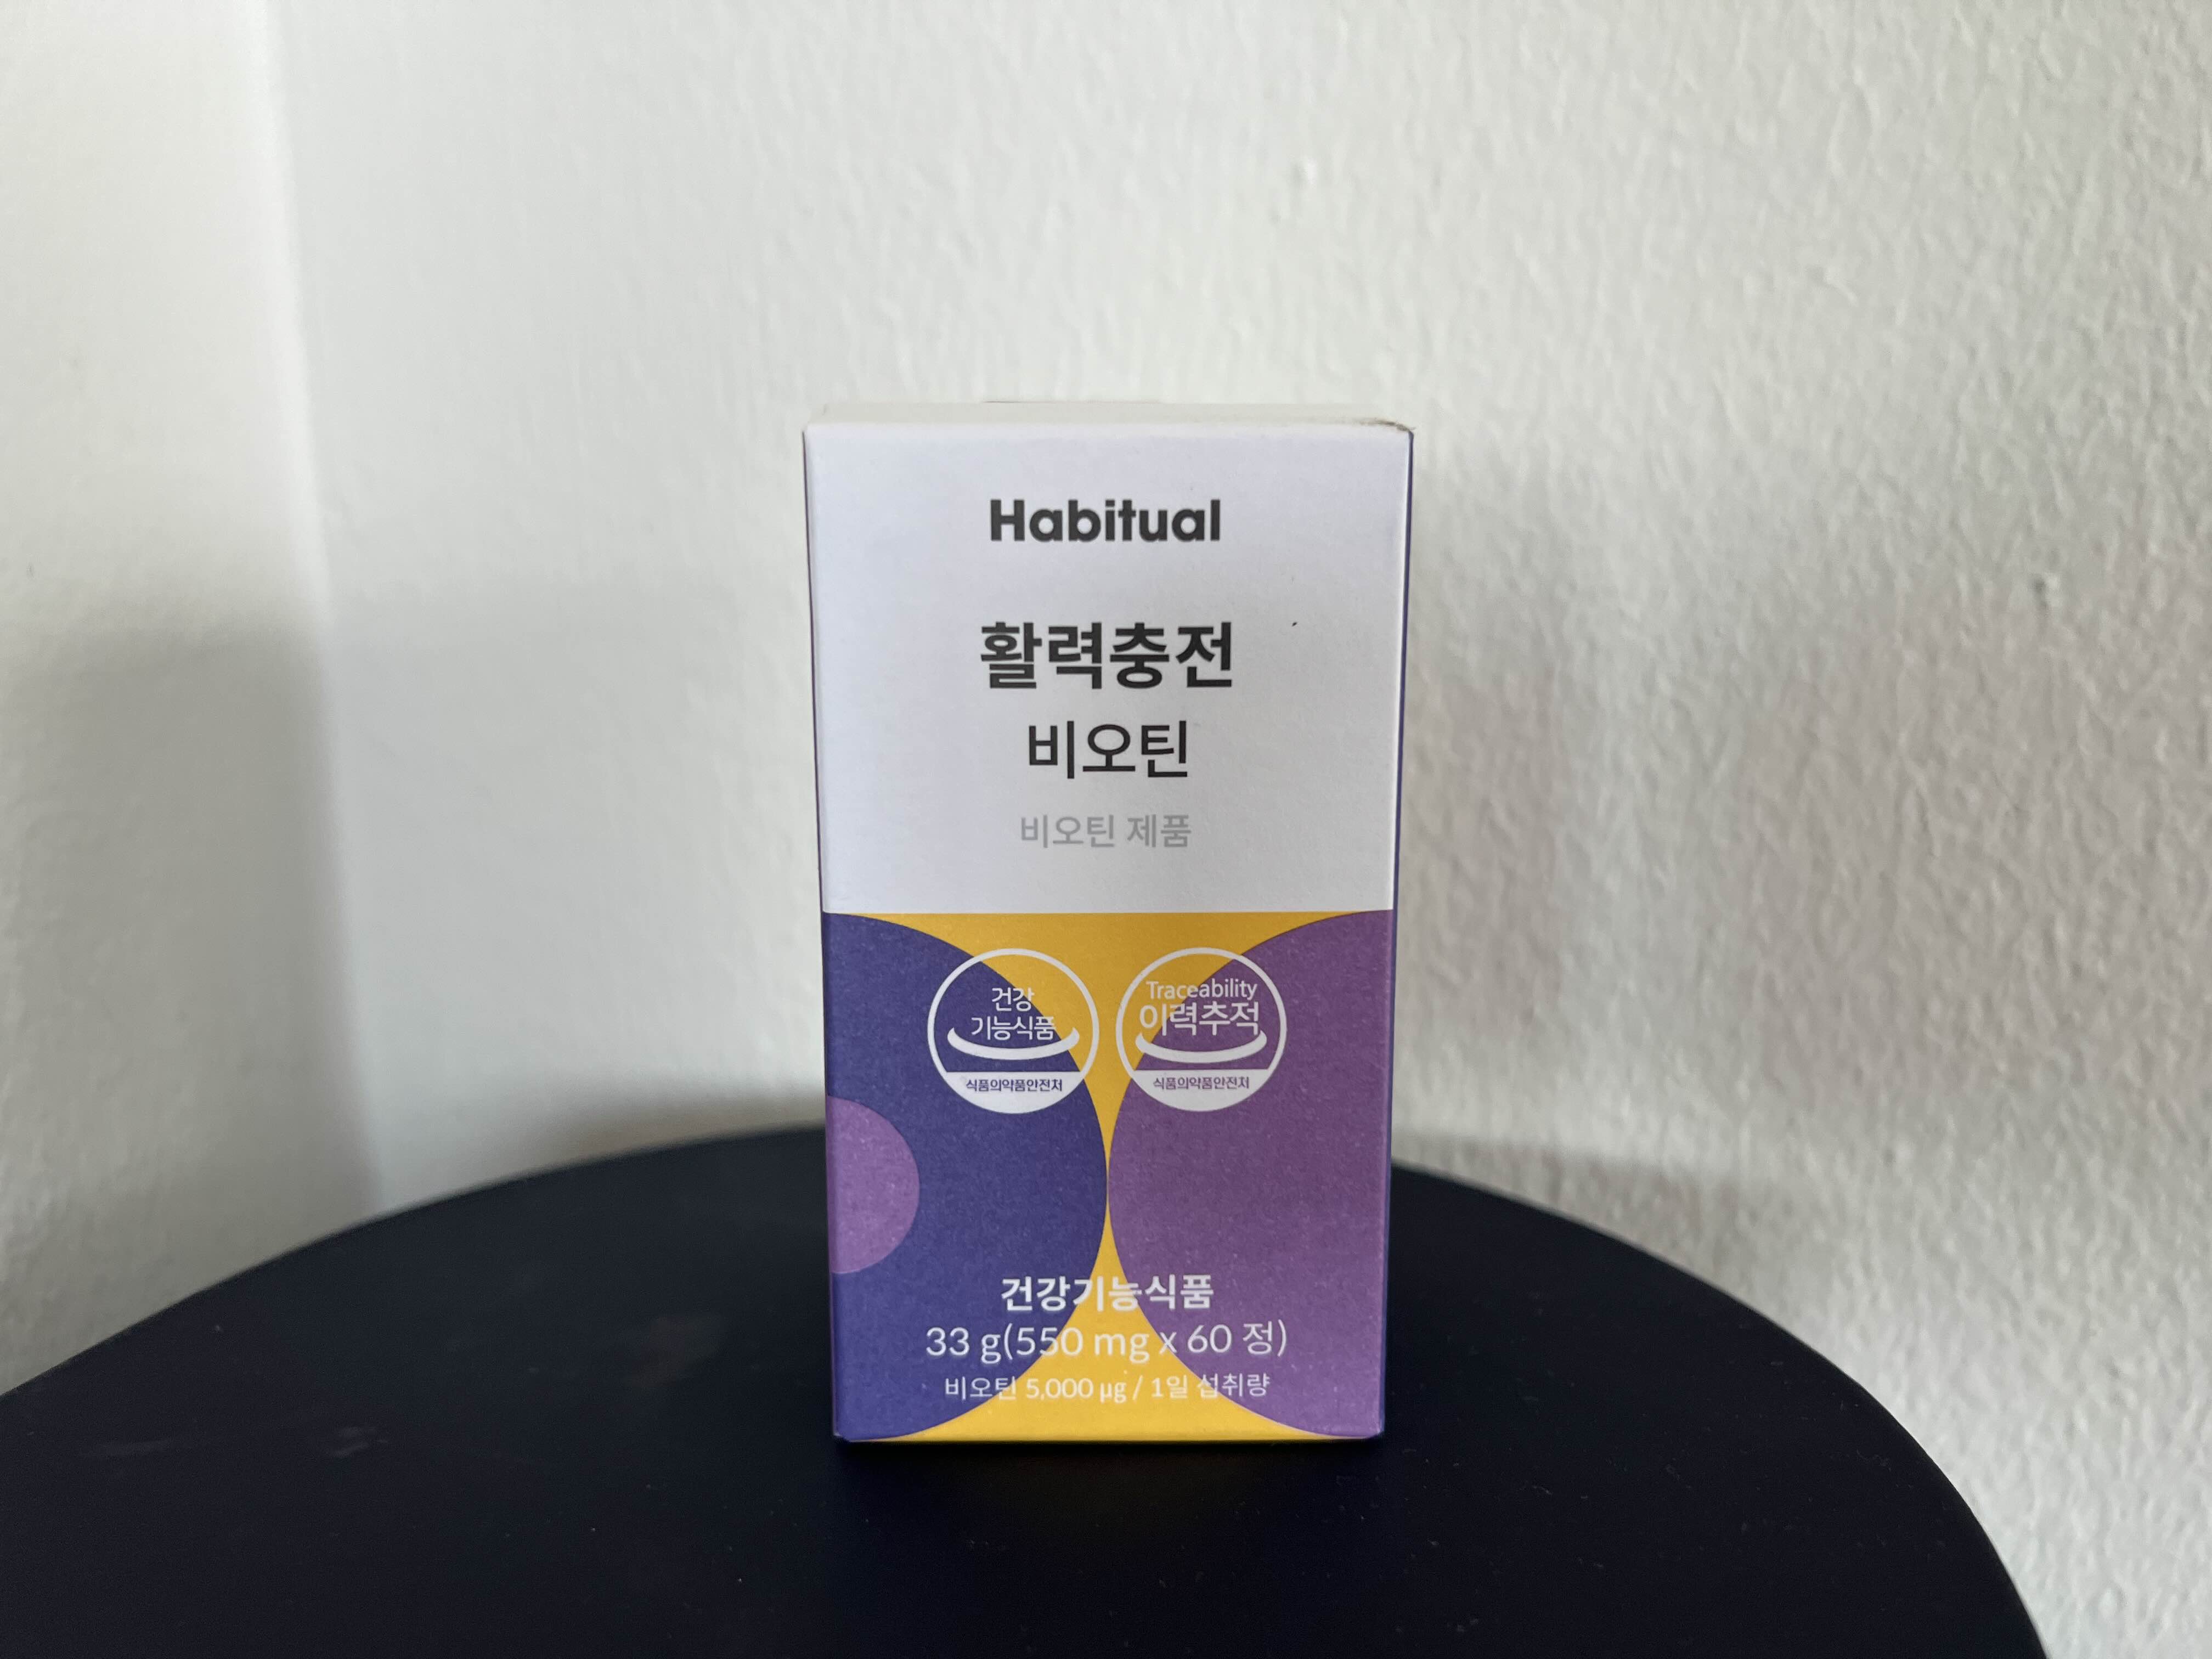 Habitual
활력충전
비오틴
비오틴 제품
건강
기능식품
식품의약품안전처
Traceability
이력추적
식품의약품안전처
건강기능식품
33 g(550 mg x 60 정)
비오틴 5,000 μg / 1일 섭취량